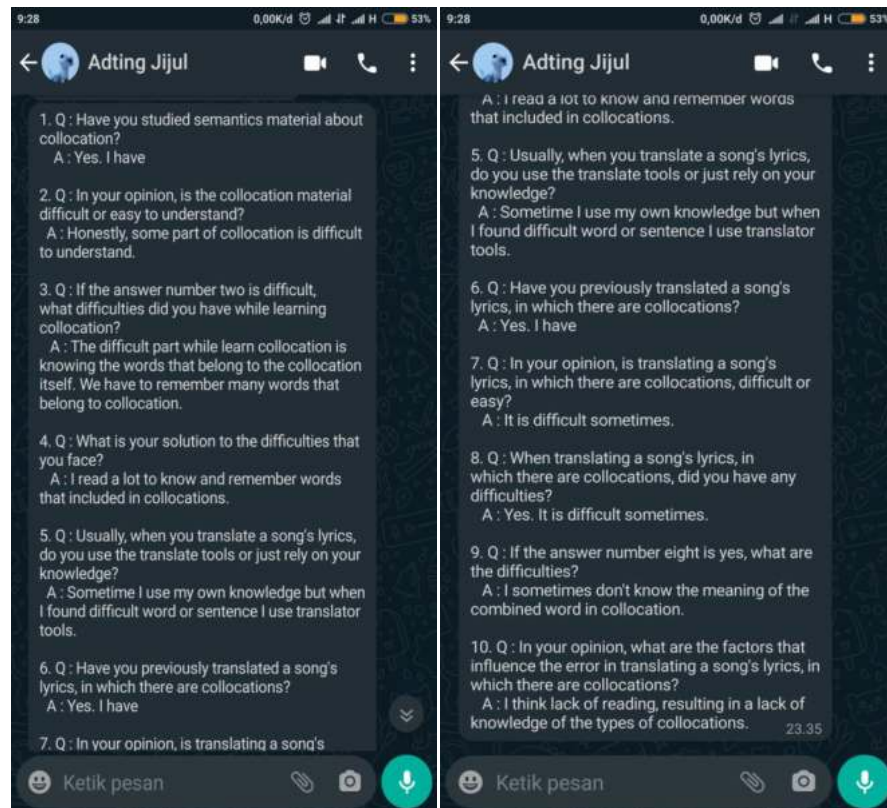 9:28
0,00K/d
H
53%
Adting Jijul
1. Q : Have you studied semantics material about
collocation?
A : Yes. I have
2. Q : In your opinion, is the collocation material
difficult or easy to understand?
A : Honestly, some part of collocation is difficult
to understand.
3. Q : If the answer number two is difficult,
what difficulties did you have while learning
collocation?
A : The difficult part while learn collocation is
knowing the words that belong to the collocation
itself. We have to remember many words that
belong to collocation.
4. Q : What is your solution to the difficulties that
you face?
A : I read a lot to know and remember words
that included in collocations.
5. Q : Usually, when you translate a song's lyrics,
do you use the translate tools or just rely on your
knowledge?
A : Sometime I use my own knowledge but when
I found difficult word or sentence I use translator
tools.
6. Q : Have you previously translated a song's
lyrics, in which there are collocations?
A : Yes. I have
7. Q : In your opinion, is translating a song's
Ketik pesan
9:28
0,00K/d
H
53%
Adting Jijul
A : I read a lot to know and remember words
that included in collocations.
5. Q : Usually, when you translate a song's lyrics,
do you use the translate tools or just rely on your
knowledge?
A : Sometime I use my own knowledge but when
I found difficult word or sentence I use translator
tools.
6. Q : Have you previously translated a song's
lyrics, in which there are collocations?
A : Yes. I have
7. Q : In your opinion, is translating a song's
lyrics, in which there are collocations, difficult or
easy?
A : It is difficult sometimes.
8. Q : When translating a song's lyrics, in
which there are collocations, did you have any
difficulties?
A : Yes. It is difficult sometimes.
9. Q : If the answer number eight is yes, what are
the difficulties?
A : I sometimes don't know the meaning of the
combined word in collocation.
10. Q : In your opinion, what are the factors that
influence the error in translating a song's lyrics, in
which there are collocations?
A : I think lack of reading, resulting in a lack of
knowledge of the types of collocations.
23.35
Ketik pesan